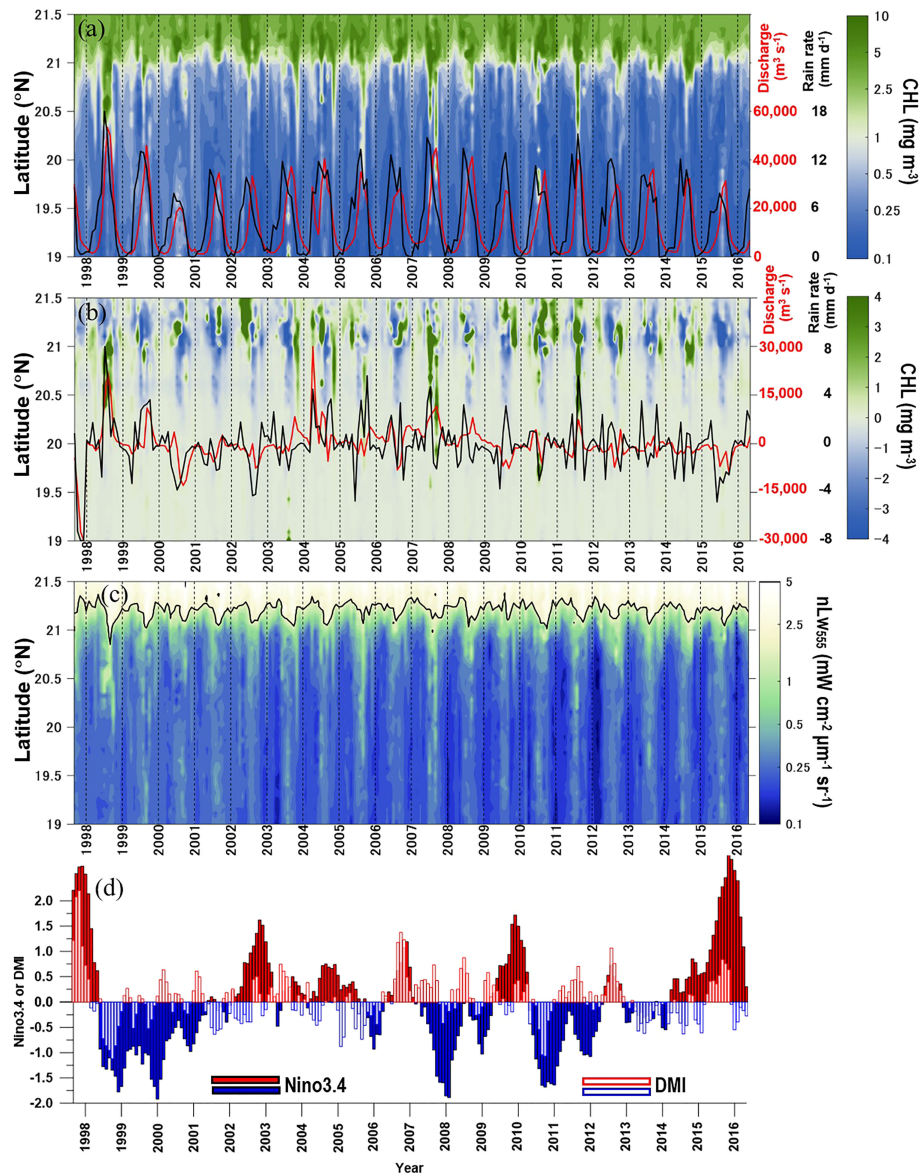 (a)
21.5
21
20.5
20
19.5
19
Latitude (°N)
1998 1999 2000 2001 2002 2003 2004 2005 2006 2007 2008 2009 2010 2011 2012 2013 2014 2015 2016
Discharge
(m³ s⁻¹)
60,000
40,000
20,000
0
Rain rate
(mm d⁻¹)
18
12
6
0
10
5
2.5
1
0.5
0.25
0.1
CHL (mg m⁻³)
(b)
21.5
21
20.5
20
19.5
19
Latitude (°N)
1998 1999 2000 2001 2002 2003 2004 2005 2006 2007 2008 2009 2010 2011 2012 2013 2014 2015 2016
Discharge
(m³ s⁻¹)
30,000
15,000
0
-15,000
-30,000
Rain rate
(mm d⁻¹)
8
4
0
-4
-8
4
3
2
1
0
−1
−2
−3
−4
CHL (mg m⁻³)
(c)
21.5
21
20.5
20
19.5
19
Latitude (°N)
1998 1999 2000 2001 2002 2003 2004 2005 2006 2007 2008 2009 2010 2011 2012 2013 2014 2015 2016
5
2.5
1
0.5
0.25
0.1
nLw₅₅₅ (mW cm⁻² µm⁻¹ sr⁻¹)
(d)
2.0
1.5
1.0
0.5
0.0
-0.5
-1.0
-1.5
-2.0
Nino3.4 or DMI
Nino3.4
DMI
1998 1999 2000 2001 2002 2003 2004 2005 2006 2007 2008 2009 2010 2011 2012 2013 2014 2015 2016
Year